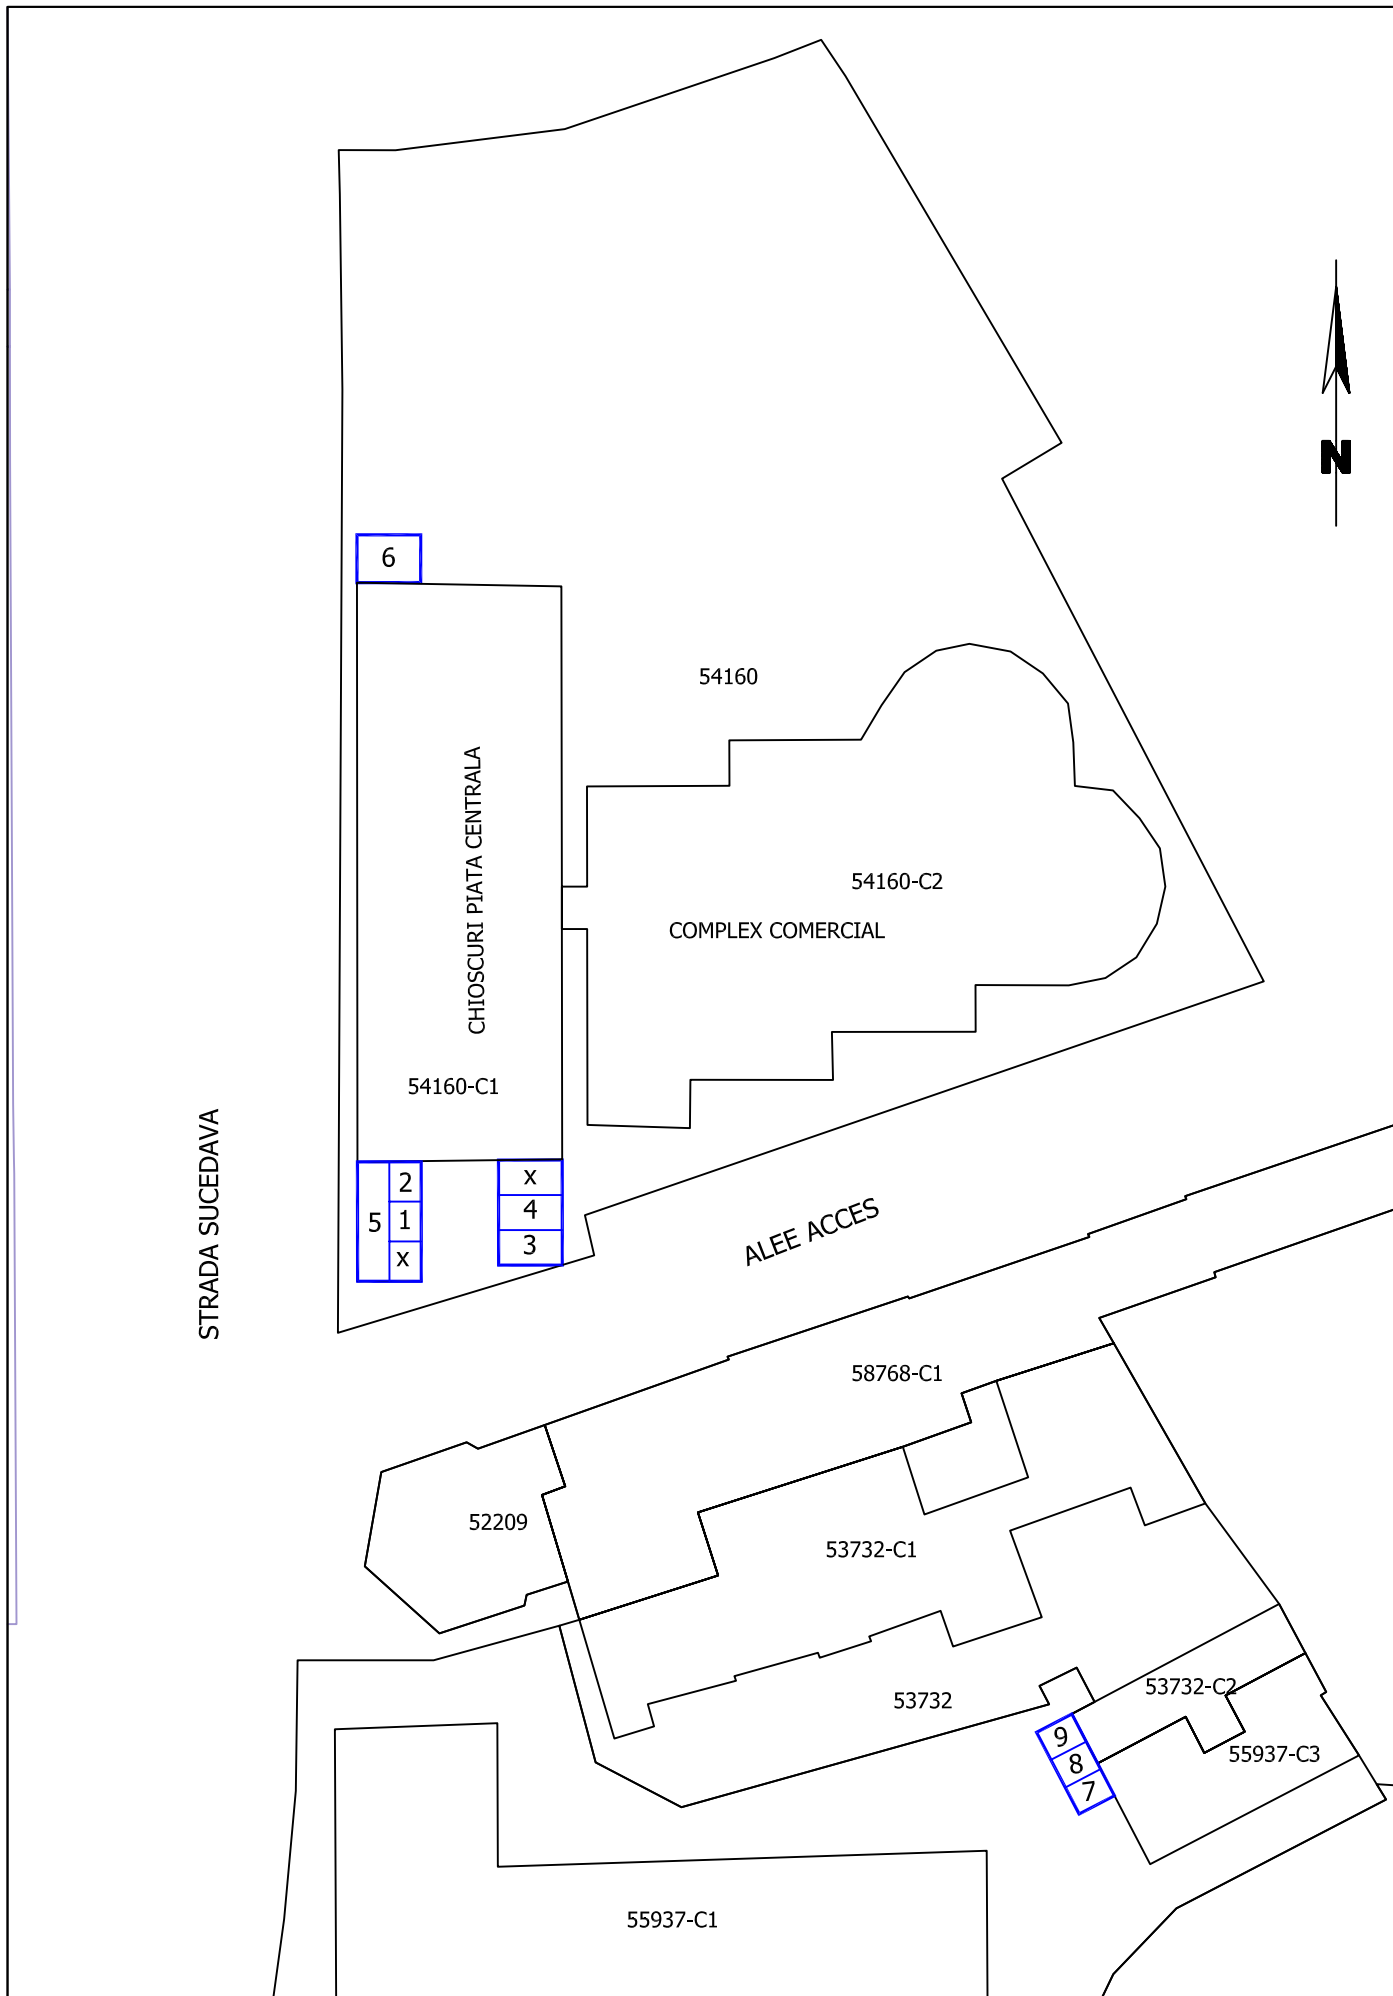 N
6
54160
CHIOSCURI PIATA CENTRALA
54160-C2
COMPLEX COMERCIAL
54160-C1
STRADA SUCEDAVA
5
2
1
x
x
4
3
ALEE ACCES
58768-C1
52209
53732-C1
53732-C2
53732
9
8
7
55937-C3
55937-C1